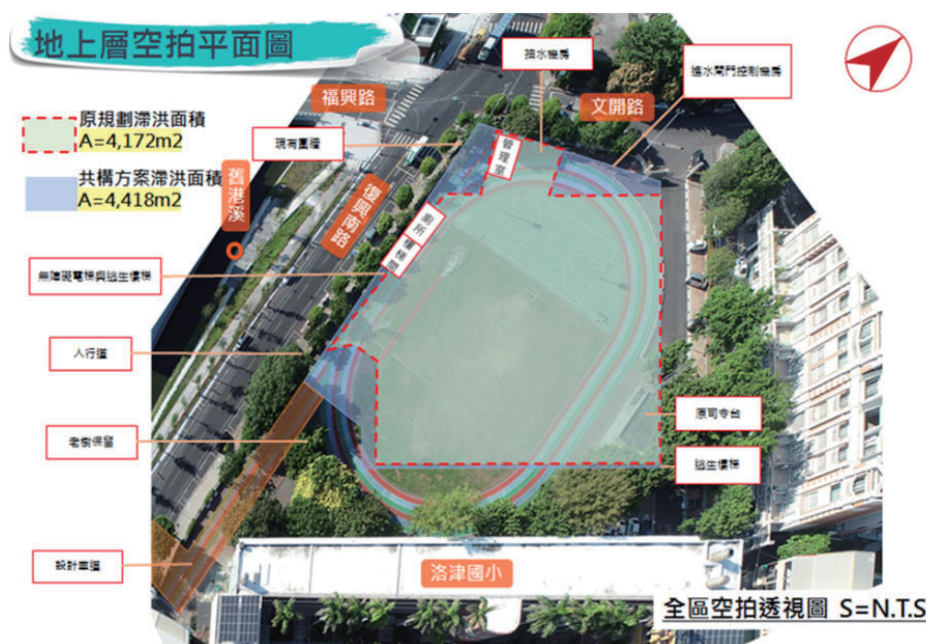 地上層空拍平面圖
原規劃滯洪面積
A=4,172m2
共構方案滯洪面積
A=4,418m2
福興路
文開路
舊港溪
復興南路
抽水機房
進水閘門控制機房
現有圍牆
管理室
廁所
樓梯間
無障礙電梯與逃生樓梯
人行道
老樹保留
設計車道
原司令台
逃生樓梯
洛津國小
全區空拍透視圖 S=N.T.S